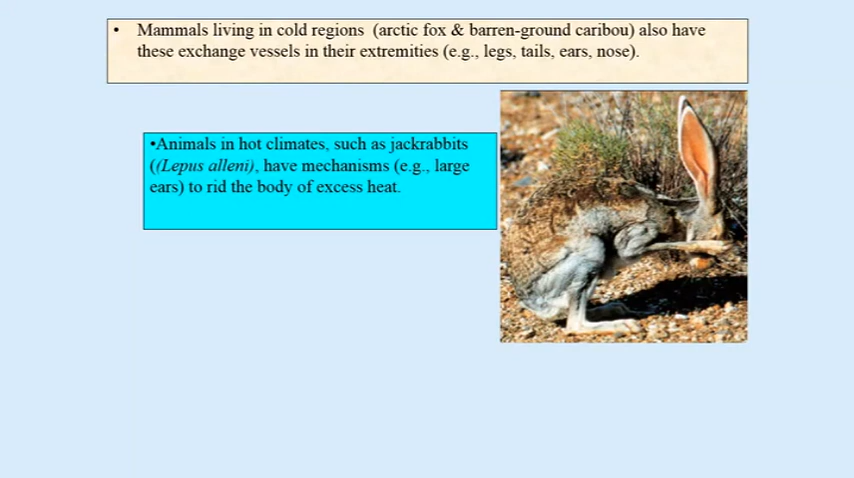 • Mammals living in cold regions  (arctic fox & barren-ground caribou) also have
these exchange vessels in their extremities (e.g., legs, tails, ears, nose).
•Animals in hot climates, such as jackrabbits
((Lepus alleni), have mechanisms (e.g., large
ears) to rid the body of excess heat.